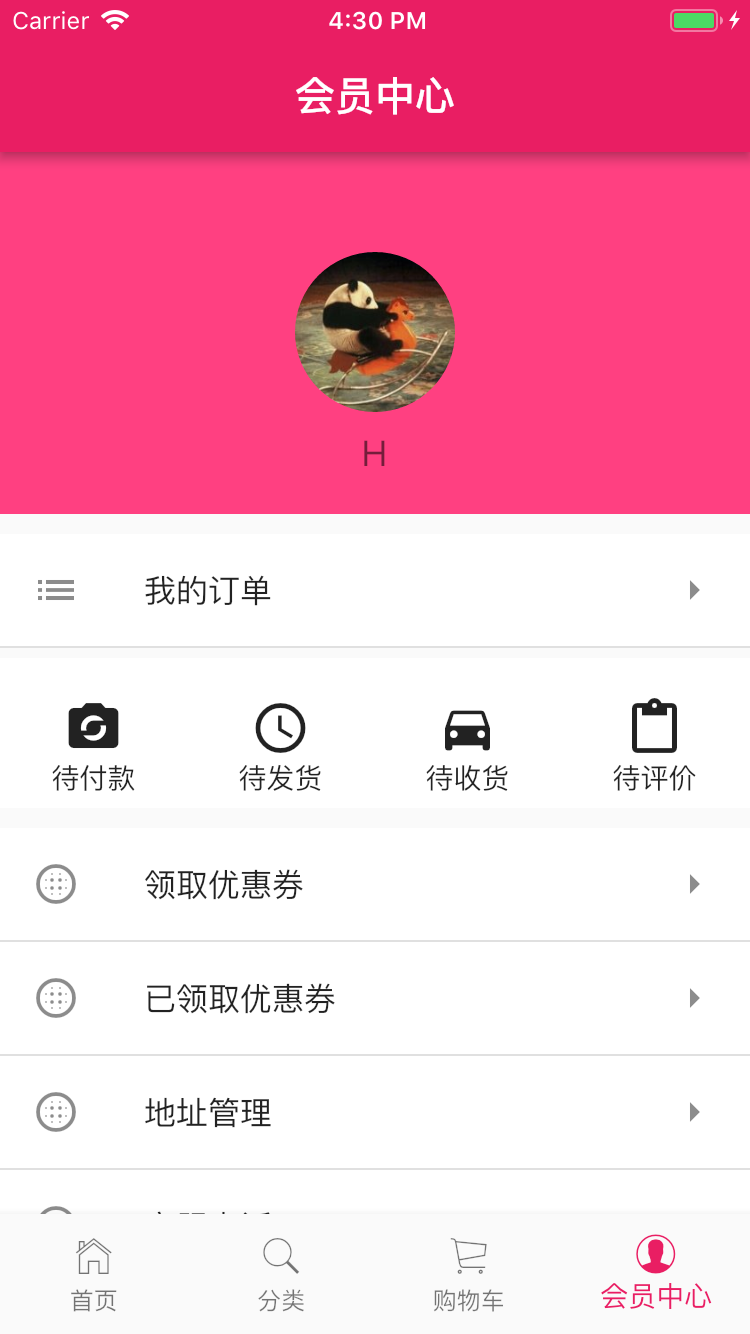 Carrier 4:30 PM
会员中心
H
我的订单
待付款 待发货 待收货 待评价
领取优惠券
已领取优惠券
地址管理
首页 分类 购物车 会员中心